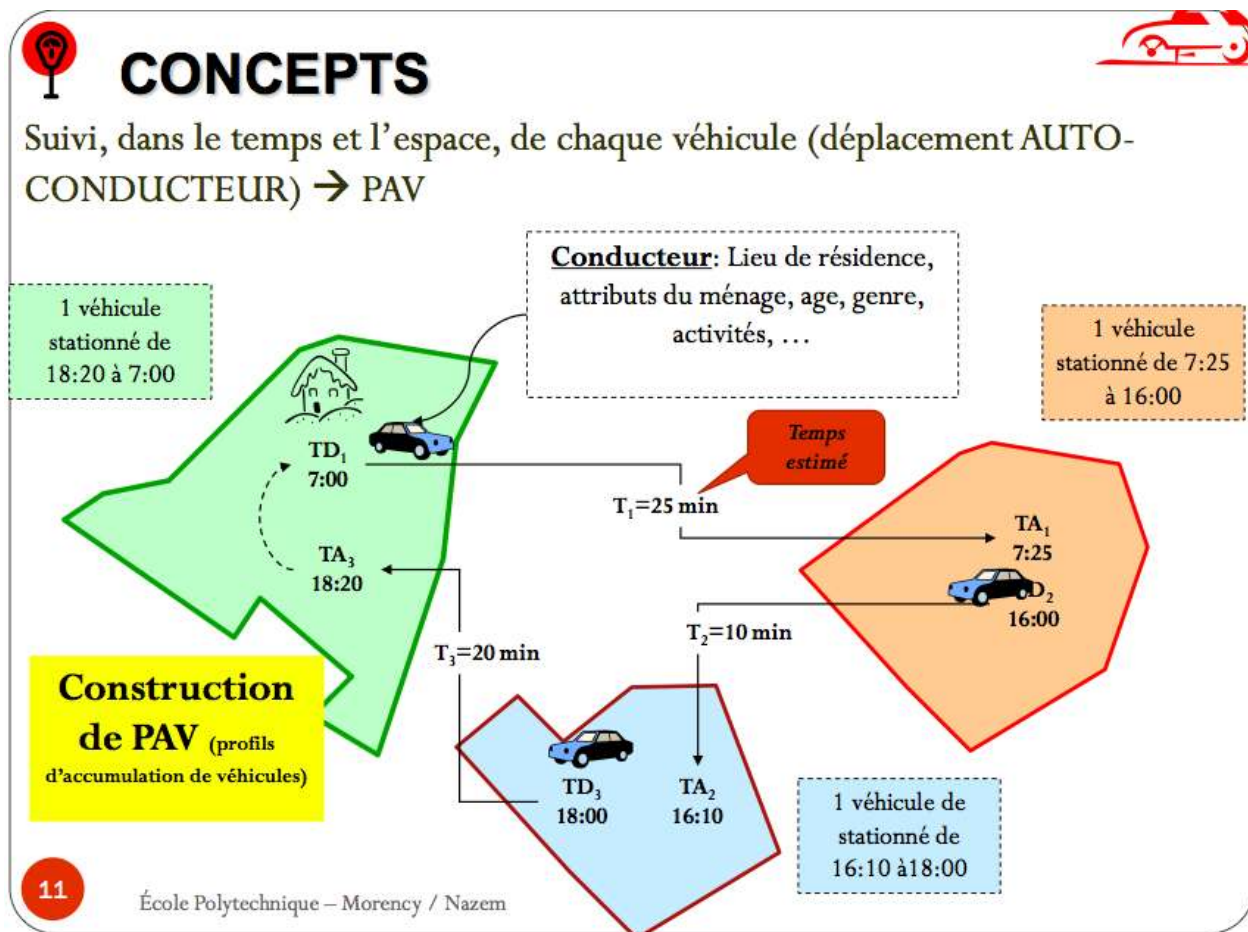 CONCEPTS
Suivi, dans le temps et l'espace, de chaque véhicule (déplacement AUTO-
CONDUCTEUR) → PAV
1 véhicule
stationné de
18:20 à 7:00
Conducteur: Lieu de résidence,
attributs du ménage, age, genre,
activités, …
1 véhicule
stationné de 7:25
à 16:00
Temps
estimé
TD₁
7:00
T₁=25 min
TA₁
7:25
TA₃
18:20
D₂
16:00
T₂=10 min
T₃=20 min
Construction
de PAV (profils
d'accumulation de véhicules)
TD₃
18:00
TA₂
16:10
1 véhicule de
stationné de
16:10 à18:00
11
École Polytechnique – Morency / Nazem